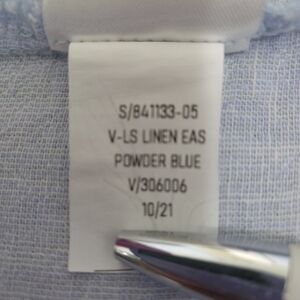 S/841133-05
V-LS LINEN EAS
POWDER BLUE
V/306006
10/21